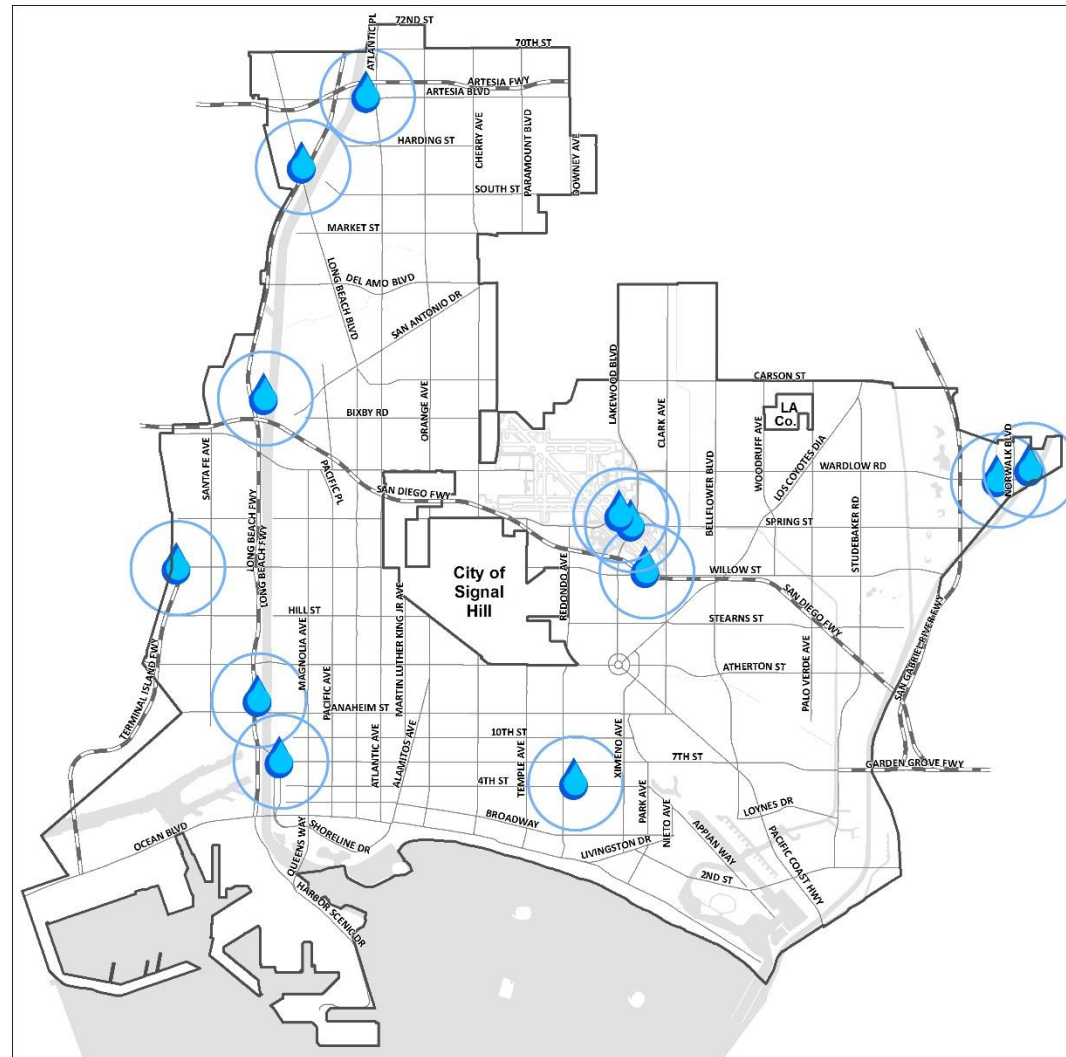 72ND ST
ATLANTIC PL
70TH ST
ARTESIA FWY
ARTESIA BLVD
HARDING ST
CHERRY AVE
PARAMOUNT BLVD
DOWNEY AVE
SOUTH ST
MARKET ST
LONG BEACH BLVD
DEL AMO BLVD
SAN ANTONIO DR
ORANGE AVE
BIXBY RD
LAKEWOOD BLVD
CLARK AVE
CARSON ST
LA
Co.
WOODRUFF AVE
LOS COYOTES DIA
BELLFLOWER BLVD
WARDLOW RD
NORWALK BLVD
SANTA FE AVE
PACIFIC PL
SAN DIEGO FWY
LONG BEACH FWY
LONG BEACH FWY
SPRING ST
STUDEBAKER RD
City of
Signal
Hill
REDONDO AVE
WILLOW ST
SAN DIEGO FWY
HILL ST
MAGNOLIA AVE
PACIFIC AVE
MARTIN LUTHER KING JR AVE
STEARNS ST
ATHERTON ST
PALO VERDE AVE
SAN GABRIEL RIVER FWY
TERMINAL ISLAND FWY
ANAHEIM ST
10TH ST
ATLANTIC AVE
ALAMITOS AVE
TEMPLE AVE
XIMENO AVE
7TH ST
GARDEN GROVE FWY
4TH ST
PARK AVE
NIETO AVE
LOYNES DR
BROADWAY
OCEAN BLVD
SHORELINE DR
QUEENS WAY
LIVINGSTON DR
APPIAN WAY
2ND ST
PACIFIC COAST HWY
HARBOR SCENIC DR